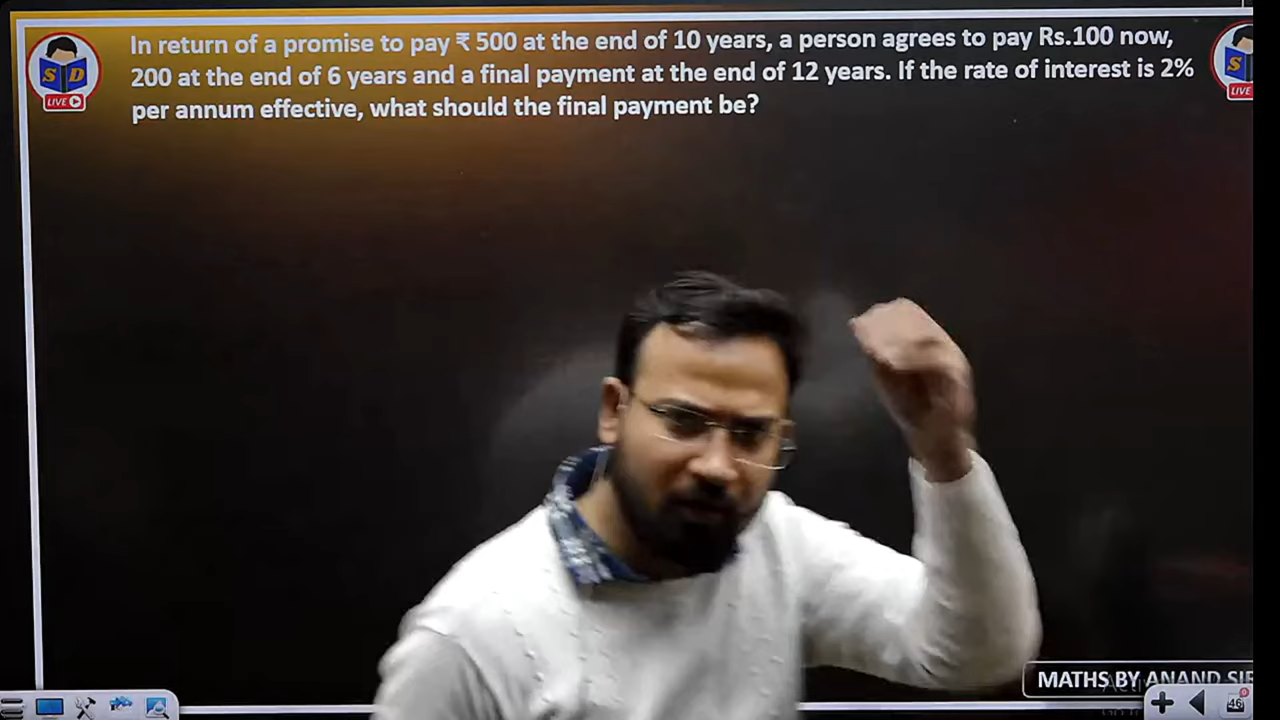 In return of a promise to pay ₹ 500 at the end of 10 years, a person agrees to pay Rs.100 now,
200 at the end of 6 years and a final payment at the end of 12 years. If the rate of interest is 2%
per annum effective, what should the final payment be?
S D
LIVE
S
LIVE
MATHS BY ANAND SIR
46